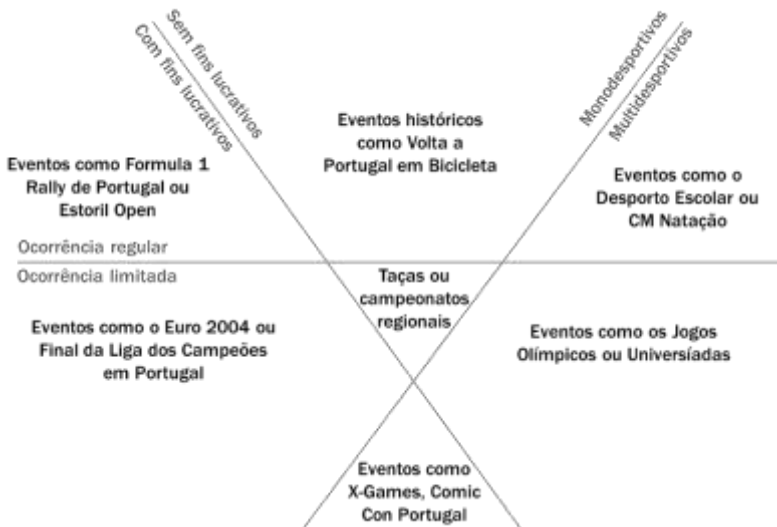 Sem fins lucrativos
Com fins lucrativos
Monodesportivos
Multidesportivos
Eventos históricos
como Volta a
Portugal em Bicicleta
Eventos como Formula 1
Rally de Portugal ou
Estoril Open
Eventos como o
Desporto Escolar ou
CM Natação
Ocorrência regular
Ocorrência limitada
Taças ou
campeonatos
regionais
Eventos como o Euro 2004 ou
Final da Liga dos Campeões
em Portugal
Eventos como os Jogos
Olímpicos ou Universíadas
Eventos como
X-Games, Comic
Con Portugal